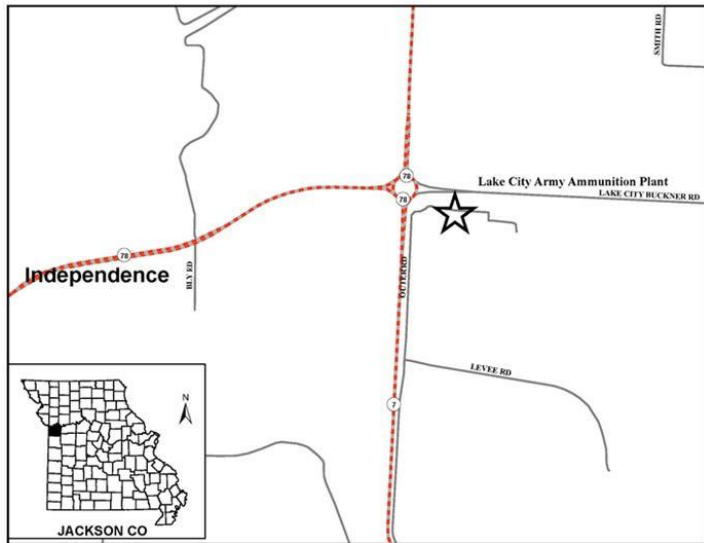 SMITH RD
78
Lake City Army Ammunition Plant
LAKE CITY BUCKNER RD
78
78
Independence
BLY RD
OUTER RD
LEVEE RD
7
N
JACKSON CO